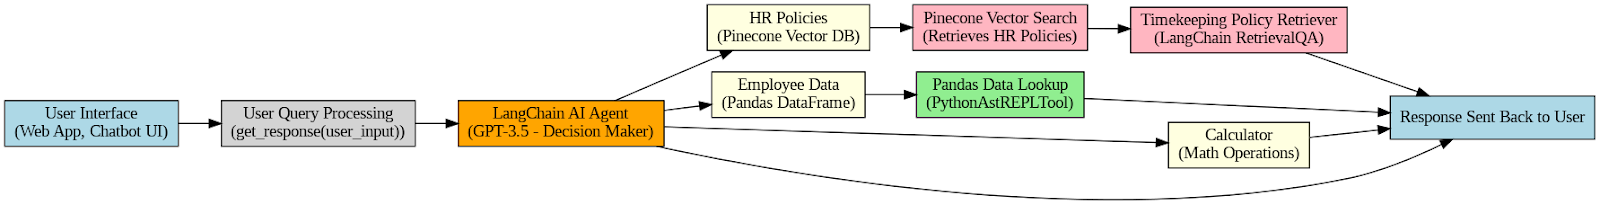 User Interface
(Web App, Chatbot UI)
User Query Processing
(get_response(user_input))
LangChain AI Agent
(GPT-3.5 - Decision Maker)
HR Policies
(Pinecone Vector DB)
Pinecone Vector Search
(Retrieves HR Policies)
Timekeeping Policy Retriever
(LangChain RetrievalQA)
Employee Data
(Pandas DataFrame)
Pandas Data Lookup
(PythonAstREPLTool)
Calculator
(Math Operations)
Response Sent Back to User